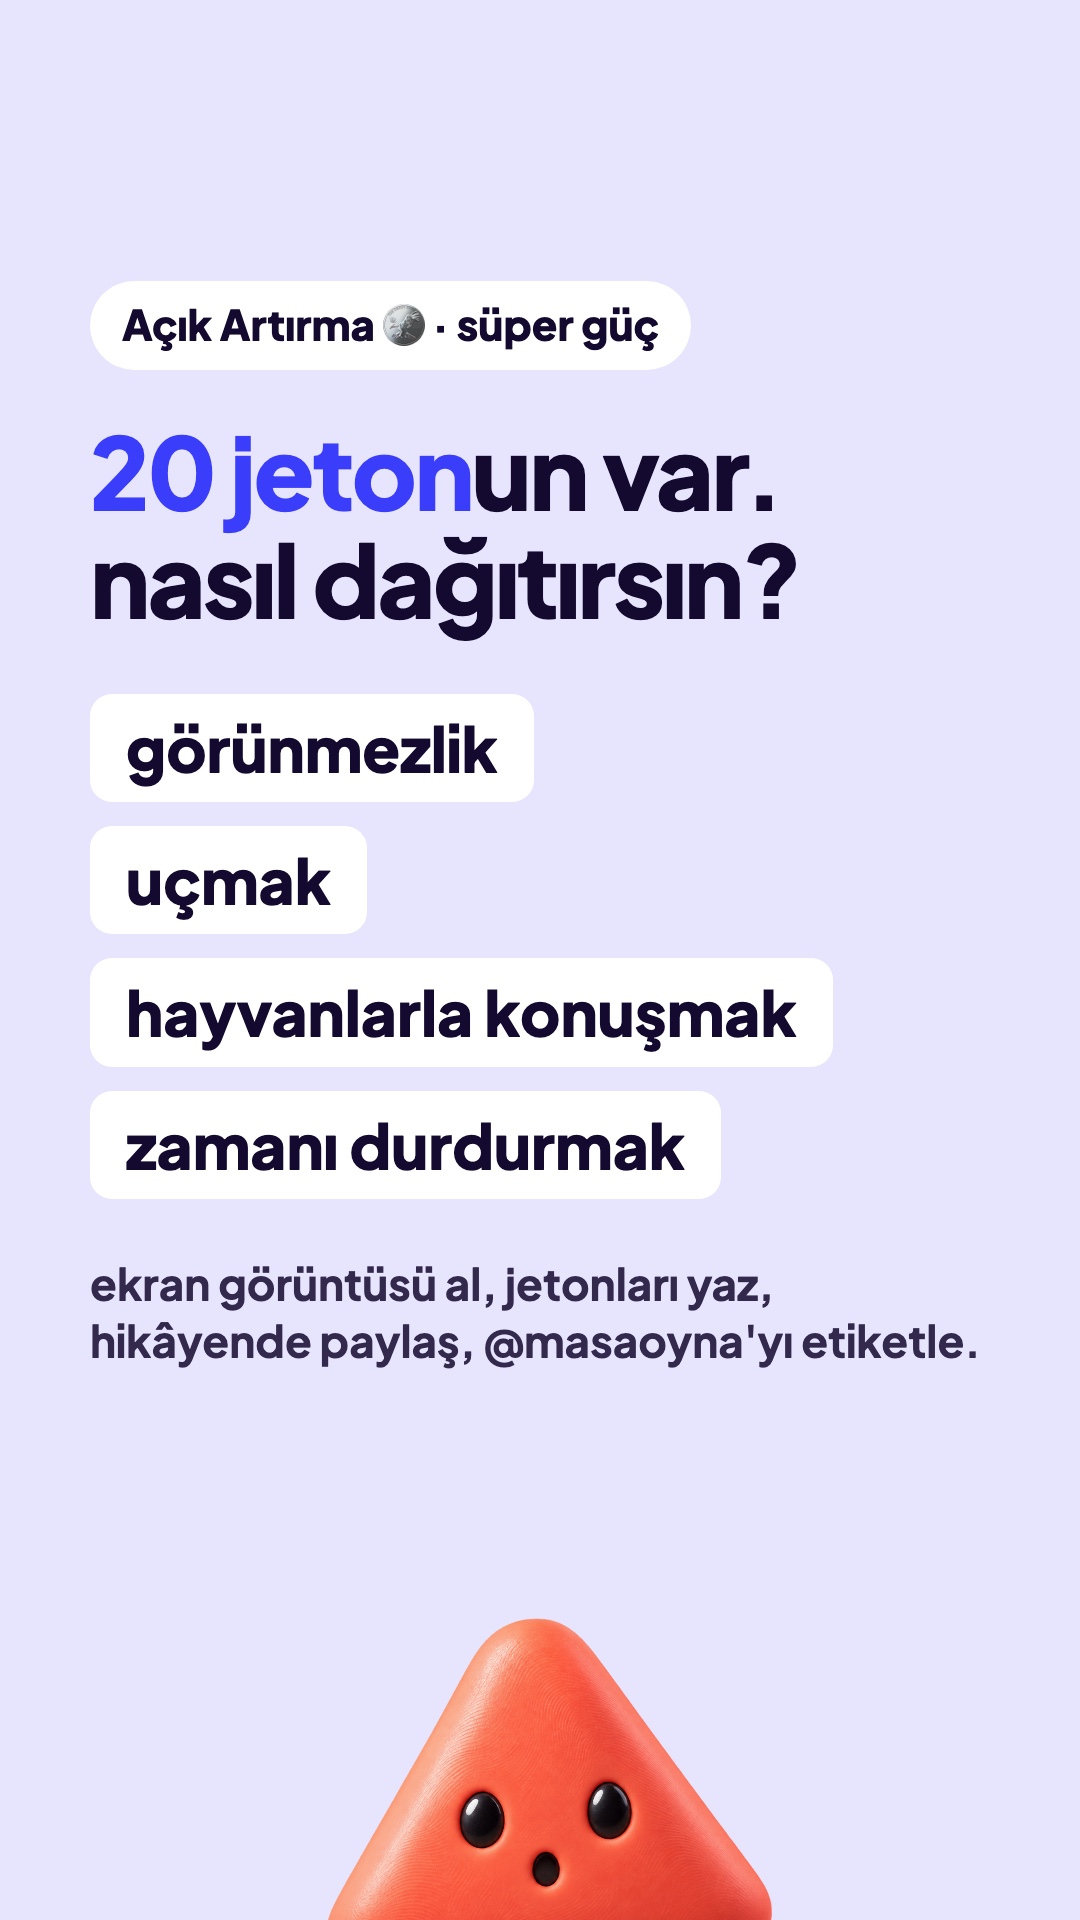 Açık Artırma 🪙 · süper güç
20 jetonun var.
nasıl dağıtırsın?
görünmezlik
uçmak
hayvanlarla konuşmak
zamanı durdurmak
ekran görüntüsü al, jetonları yaz,
hikâyende paylaş, @masaoyna'yı etiketle.